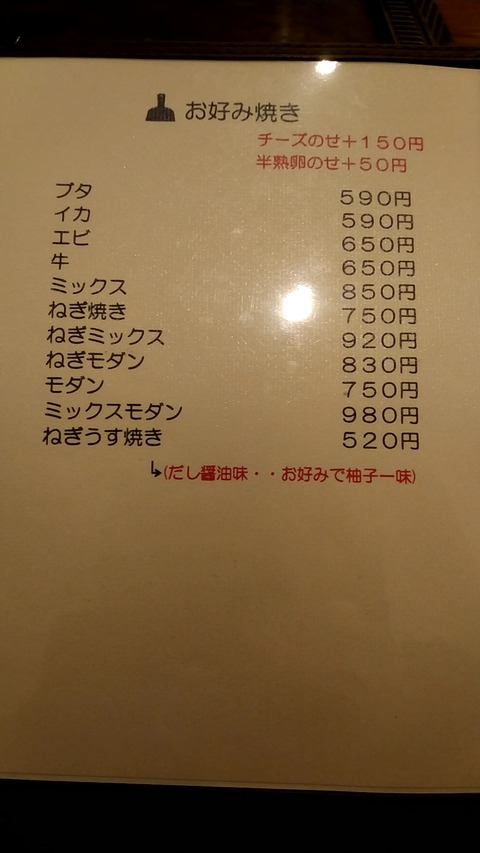 お好み焼き
チーズのせ＋１５０円
半熟卵のせ＋５０円
ブタ ５９０円
イカ ５９０円
エビ ６５０円
牛 ６５０円
ミックス ８５０円
ねぎ焼き ７５０円
ねぎミックス ９２０円
ねぎモダン ８３０円
モダン ７５０円
ミックスモダン ９８０円
ねぎうす焼き ５２０円
↳(だし醤油味・・お好みで柚子一味)